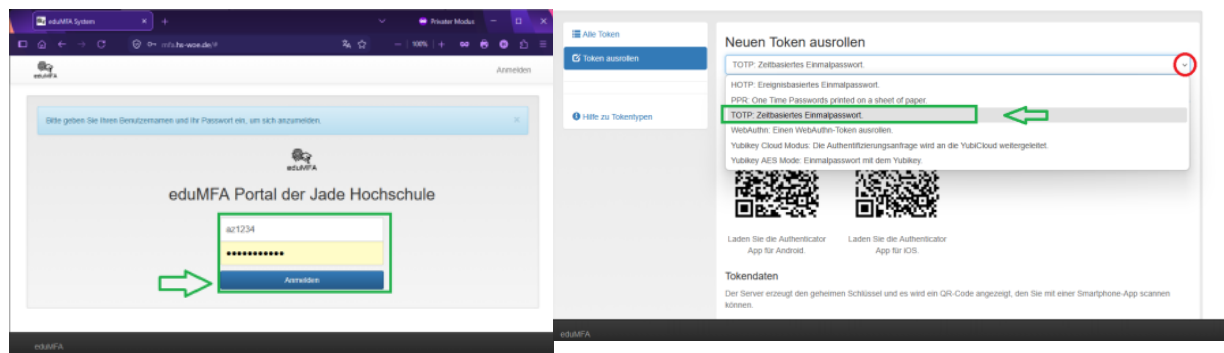 eduMFA System
Privater Modus
mfa.hs-woe.de/#
100%
eduMFA
Anmelden
Bitte geben Sie Ihren Benutzernamen und Ihr Passwort ein, um sich anzumelden.
eduMFA
eduMFA Portal der Jade Hochschule
az1234
Anmelden
eduMFA
Alle Token
Token ausrollen
Hilfe zu Tokentypen
Neuen Token ausrollen
TOTP: Zeitbasiertes Einmalpasswort.
HOTP: Ereignisbasiertes Einmalpasswort.
PPR: One Time Passwords printed on a sheet of paper.
TOTP: Zeitbasiertes Einmalpasswort.
WebAuthn: Einen WebAuthn-Token ausrollen.
Yubikey Cloud Modus: Die Authentifizierungsanfrage wird an die YubiCloud weitergeleitet.
Yubikey AES Mode: Einmalpasswort mit dem Yubikey.
Laden Sie die Authenticator
App für Android.
Laden Sie die Authenticator
App für iOS.
Tokendaten
Der Server erzeugt den geheimen Schlüssel und es wird ein QR-Code angezeigt, den Sie mit einer Smartphone-App scannen
können.
eduMFA